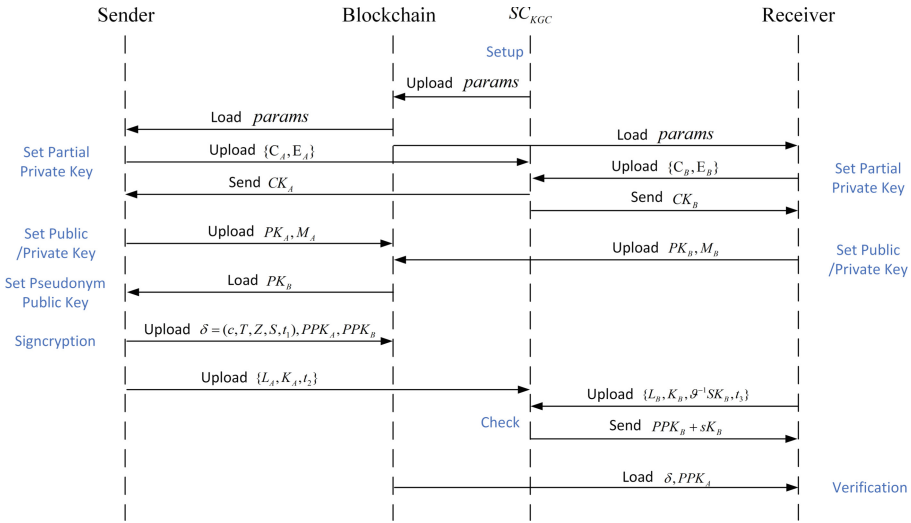 Sender Blockchain SC_KGC Receiver
Setup
Upload params
Load params
Load params
Set Partial
Private Key
Upload {C_A, E_A}
Upload {C_B, E_B}
Set Partial
Private Key
Send CK_A
Send CK_B
Set Public
/Private Key
Upload PK_A, M_A
Upload PK_B, M_B
Set Public
/Private Key
Set Pseudonym
Public Key
Load PK_B
Signcryption
Upload δ = (c, T, Z, S, t_1), PPK_A, PPK_B
Upload {L_A, K_A, t_2}
Upload {L_B, K_B, ϑ^{-1}SK_B, t_3}
Check
Send PPK_B + sK_B
Load δ, PPK_A
Verification